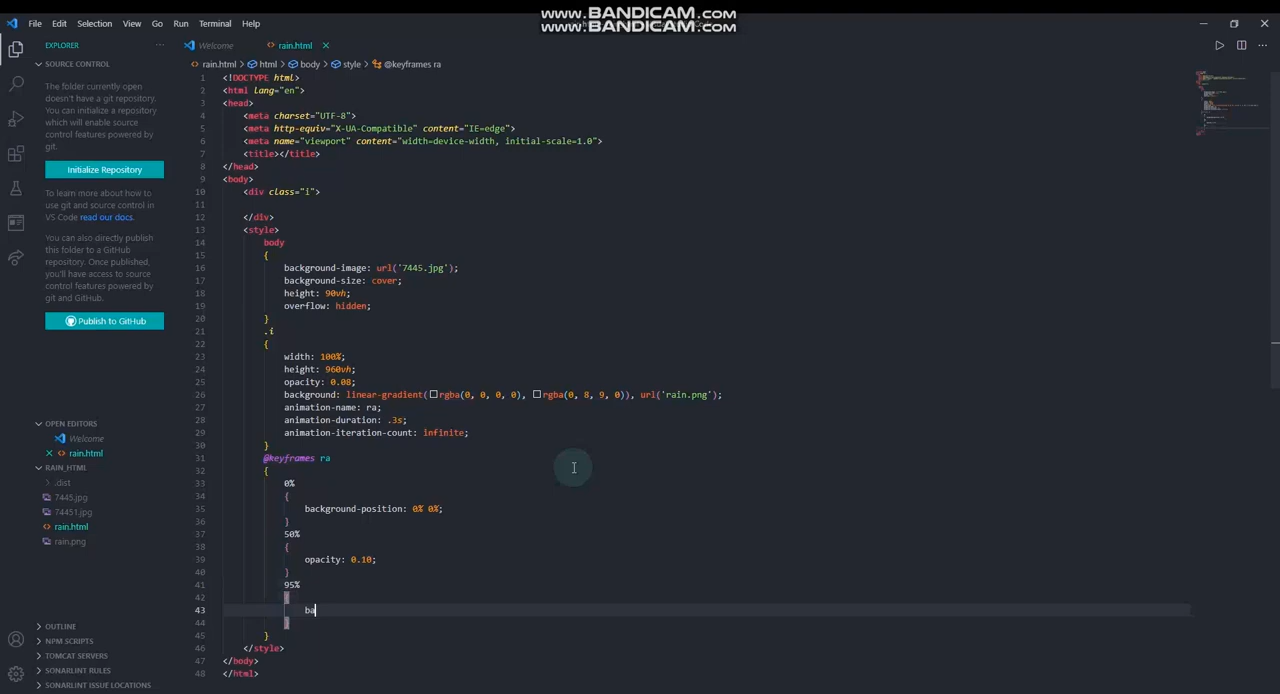 www.BANDICAM.com
www.BANDICAM.com
File Edit Selection View Go Run Terminal Help
EXPLORER
Welcome
rain.html
rain.html > html > body > style > @keyframes ra
SOURCE CONTROL
The folder currently open
doesn't have a git repository.
You can initialize a repository
which will enable source
control features powered by
git.
Initialize Repository
To learn more about how to
use git and source control in
VS Code read our docs.
You can also directly publish
this folder to a GitHub
repository. Once published,
you'll have access to source
control features powered by
git and GitHub.
Publish to GitHub
OPEN EDITORS
Welcome
rain.html
RAIN_HTML
.dist
7445.jpg
74451.jpg
rain.html
rain.png
OUTLINE
NPM SCRIPTS
TOMCAT SERVERS
SONARLINT RULES
SONARLINT ISSUE LOCATIONS
1 <!DOCTYPE html>
2 <html lang="en">
3 <head>
4 <meta charset="UTF-8">
5 <meta http-equiv="X-UA-Compatible" content="IE=edge">
6 <meta name="viewport" content="width=device-width, initial-scale=1.0">
7 <title></title>
8 </head>
9 <body>
10 <div class="i">
11
12 </div>
13 <style>
14 body
15 {
16 background-image: url('7445.jpg');
17 background-size: cover;
18 height: 90vh;
19 overflow: hidden;
20 }
21 .i
22 {
23 width: 100%;
24 height: 960vh;
25 opacity: 0.08;
26 background: linear-gradient(rgba(0, 0, 0, 0), rgba(0, 8, 9, 0)), url('rain.png');
27 animation-name: ra;
28 animation-duration: .3s;
29 animation-iteration-count: infinite;
30 }
31 @keyframes ra
32 {
33 0%
34 {
35 background-position: 0% 0%;
36 }
37 50%
38 {
39 opacity: 0.10;
40 }
41 95%
42 {
43 ba
44 }
45 }
46 </style>
47 </body>
48 </html>